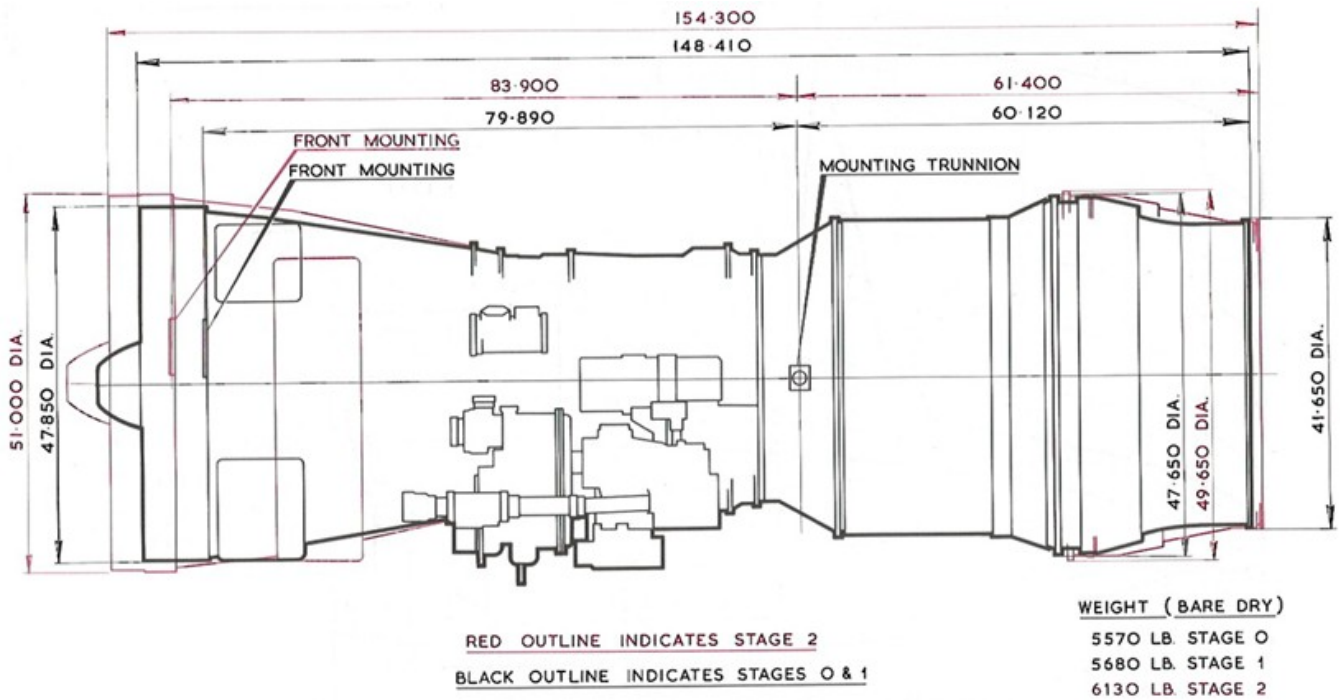 154·300
148·410
83·900
61·400
79·890
60·120
FRONT MOUNTING
FRONT MOUNTING
MOUNTING TRUNNION
51·000 DIA.
47·850 DIA.
47·650 DIA.
49·650 DIA.
41·650 DIA.
RED OUTLINE INDICATES STAGE 2
BLACK OUTLINE INDICATES STAGES 0 & 1
WEIGHT (BARE DRY)
5570 LB. STAGE 0
5680 LB. STAGE 1
6130 LB. STAGE 2